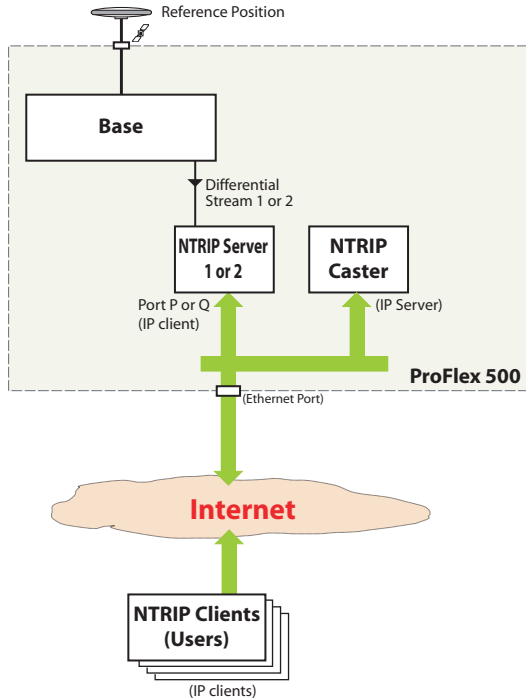 Reference Position
Base
Differential
Stream 1 or 2
NTRIP Server
1 or 2
NTRIP
Caster
Port P or Q
(IP client)
(IP Server)
ProFlex 500
(Ethernet Port)
Internet
NTRIP Clients
(Users)
(IP clients)